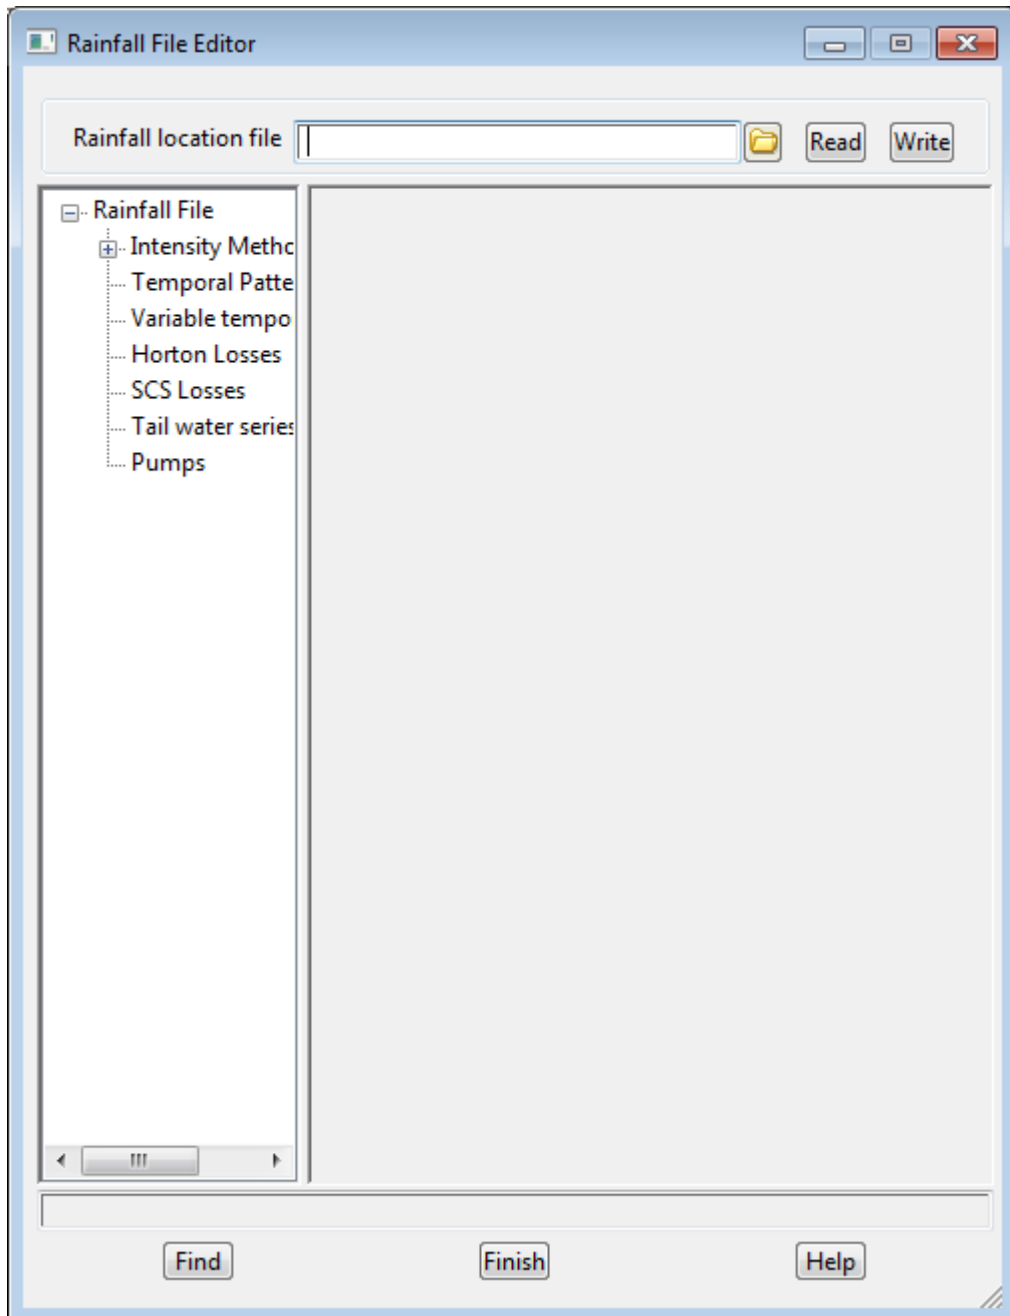 Rainfall File Editor
Rainfall location file Read Write
Rainfall File
Intensity Methc
Temporal Patte
Variable tempo
Horton Losses
SCS Losses
Tail water series
Pumps
Find Finish Help